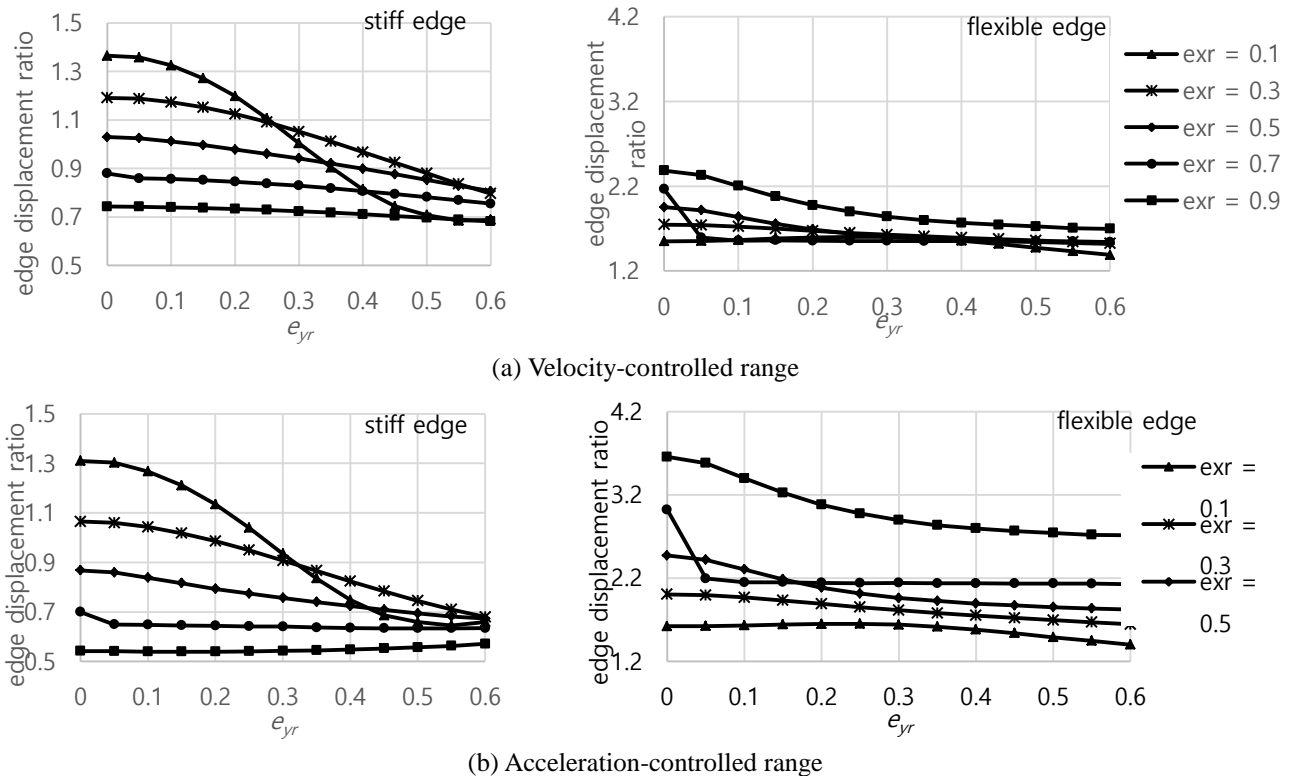 stiff edge
edge displacement ratio
1.5
1.3
1.1
0.9
0.7
0.5
0 0.1 0.2 0.3 0.4 0.5 0.6
eyr
flexible edge
edge displacement
ratio
4.2
3.2
2.2
1.2
0 0.1 0.2 0.3 0.4 0.5 0.6
eyr
exr = 0.1
exr = 0.3
exr = 0.5
exr = 0.7
exr = 0.9
(a) Velocity-controlled range
stiff edge
edge displacement ratio
1.5
1.3
1.1
0.9
0.7
0.5
0 0.1 0.2 0.3 0.4 0.5 0.6
eyr
flexible edge
edge displacement ratio
4.2
3.2
2.2
1.2
0 0.1 0.2 0.3 0.4 0.5 0.6
eyr
exr =
0.1
exr =
0.3
exr =
0.5
(b) Acceleration-controlled range